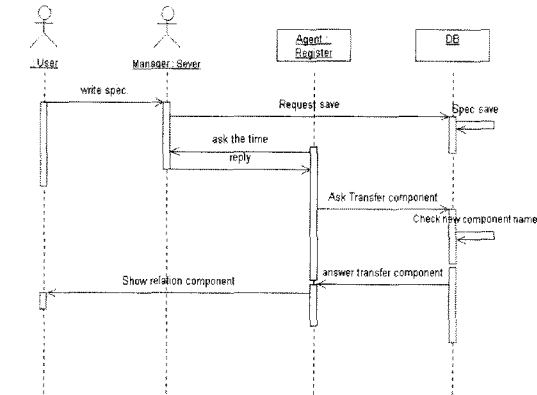 : User
Manager : Sever
Agent :
Register
DB
write spec.
Request save
Spec save
ask the time
reply
Ask Transfer component
Check new component name
answer transfer component
Show relation component